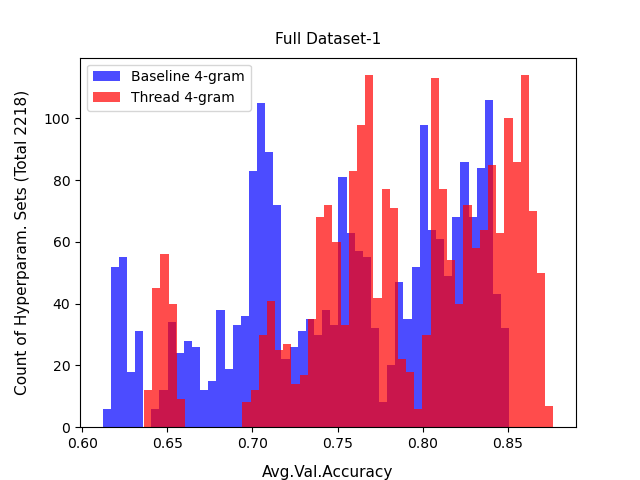 Full Dataset-1
Baseline 4-gram
Thread 4-gram
Count of Hyperparam. Sets (Total 2218)
100
80
60
40
20
0
0.60 0.65 0.70 0.75 0.80 0.85
Avg.Val.Accuracy